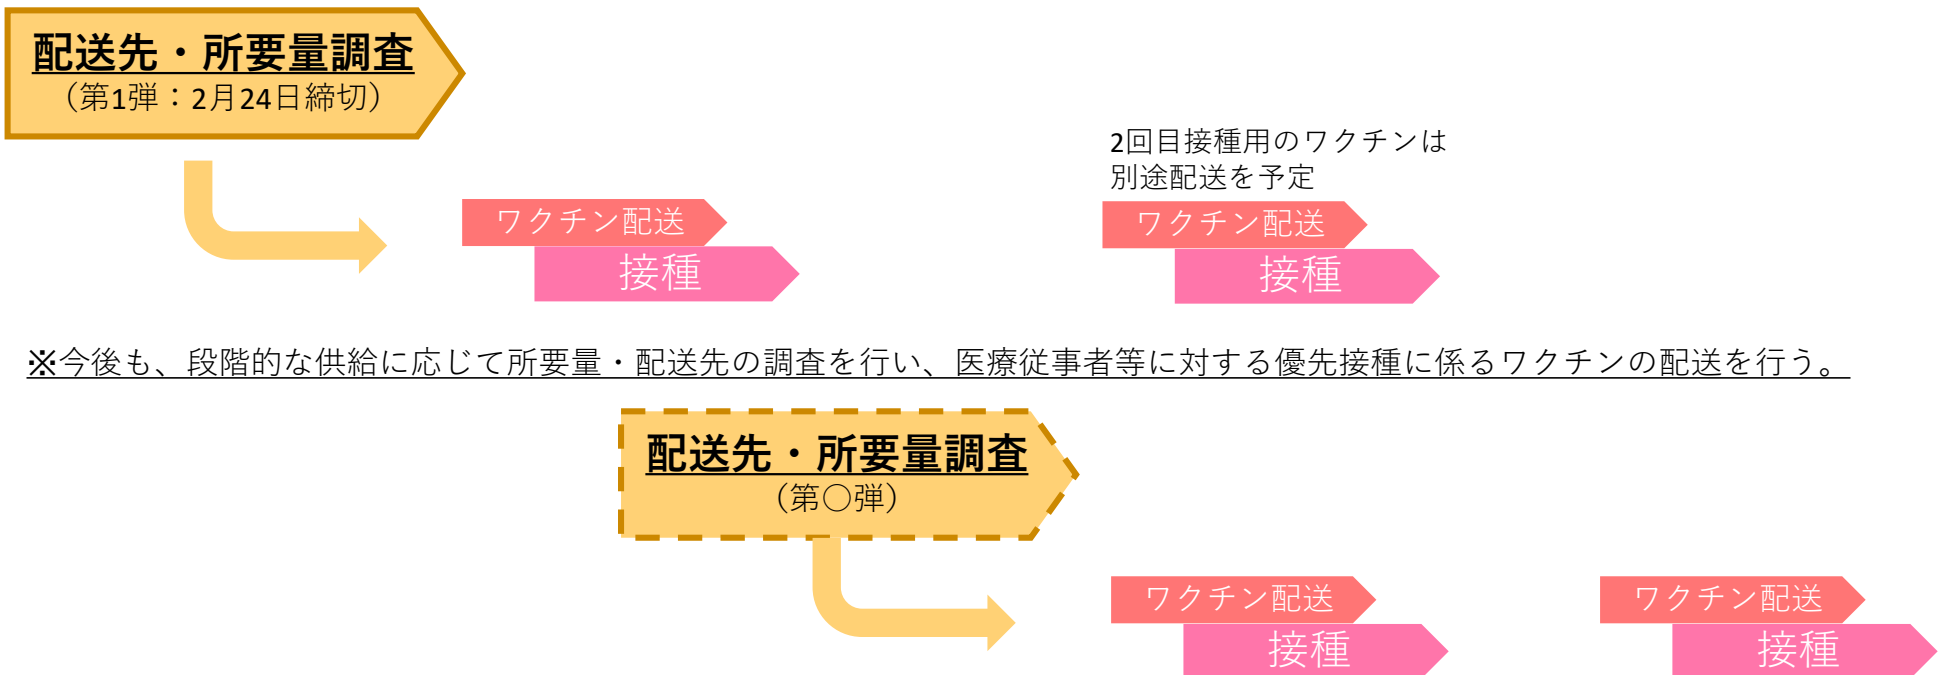 配送先・所要量調査
（第1弾：2月24日締切）
2回目接種用のワクチンは
別途配送を予定
ワクチン配送
接種
ワクチン配送
接種
※今後も、段階的な供給に応じて所要量・配送先の調査を行い、医療従事者等に対する優先接種に係るワクチンの配送を行う。
配送先・所要量調査
（第〇弾）
ワクチン配送
接種
ワクチン配送
接種